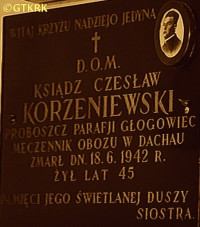 ©GTKRK
WITAJ KRZYŻU NADZIEJO JEDYNA
D.O.M.
KSIĄDZ CZESŁAW
KORZENIEWSKI
PROBOSZCZ PARAFJI GŁOGOWIEC
MĘCZENNIK OBOZU W DACHAU
ZMARŁ DN. 18.6.1942 R.
ŻYŁ LAT 45
PAMIĘCI JEGO ŚWIETLANEJ DUSZY
SIOSTRA.